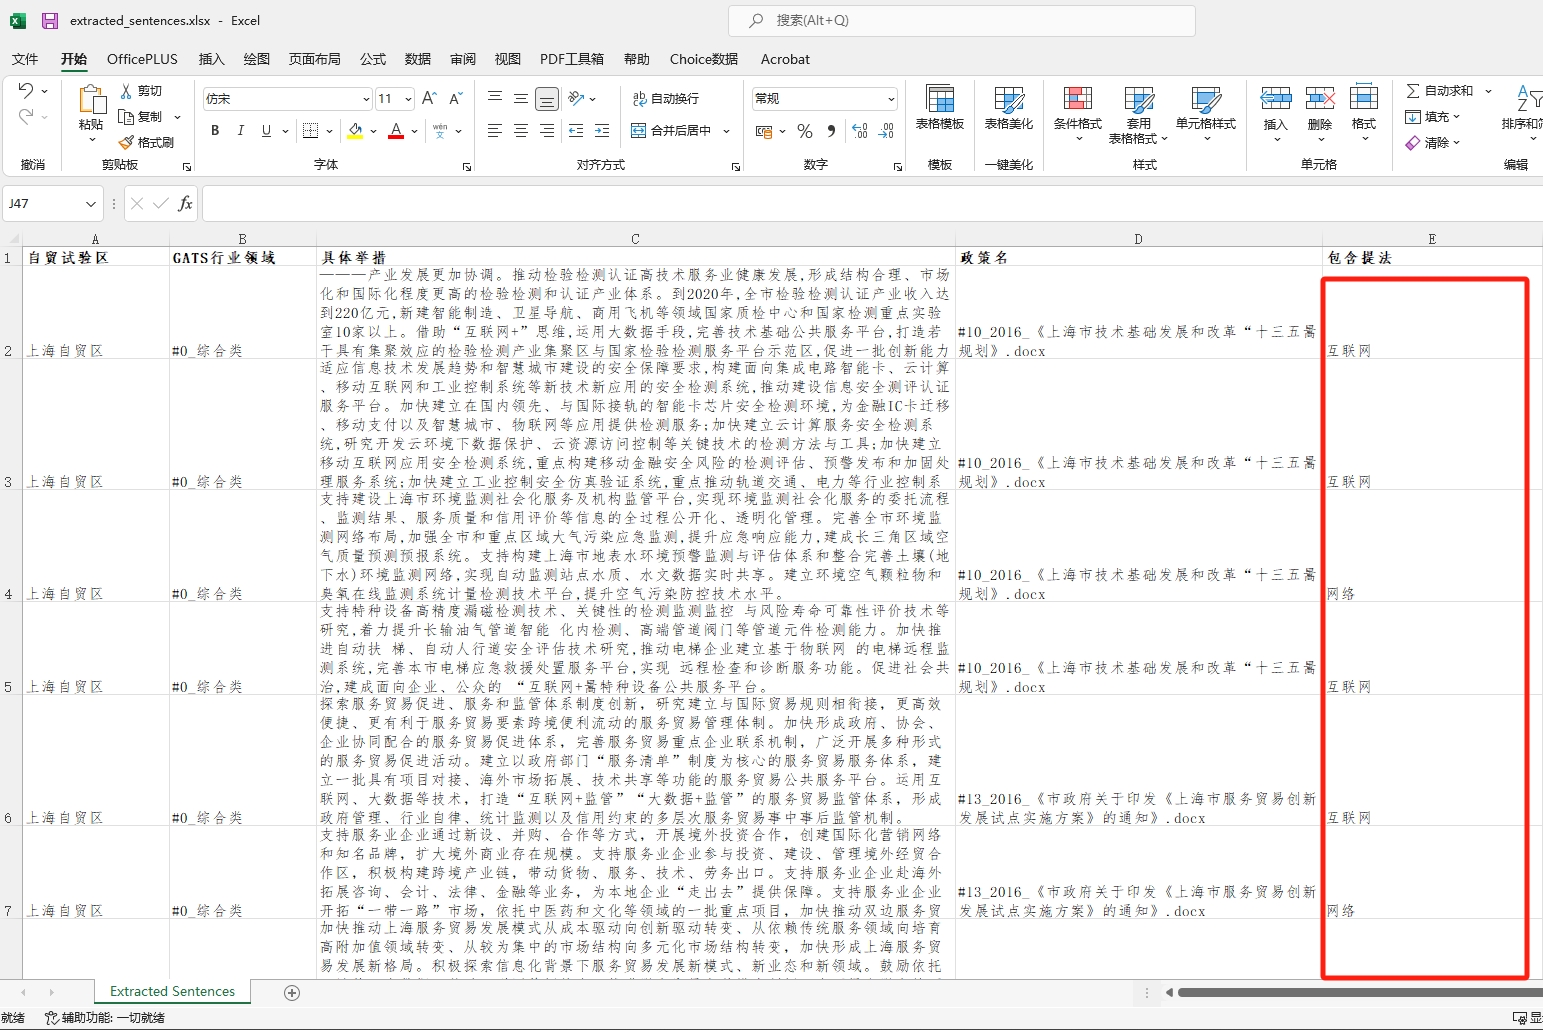 extracted_sentences.xlsx - Excel
搜索(Alt+Q)
文件 开始 OfficePLUS 插入 绘图 页面布局 公式 数据 审阅 视图 PDF工具箱 帮助 Choice数据 Acrobat
撤消
粘贴
剪切
复制
格式刷
剪贴板
仿宋 11
B I U
wén
文
字体
自动换行
合并后居中
对齐方式
常规
数字
表格模板
模板
表格美化
一键美化
条件格式
套用
表格格式
单元格样式
样式
插入
删除
格式
单元格
自动求和
填充
清除
编辑
J47
fx
A B C D E
1 自贸试验区 GATS行业领域 具体举措 政策名 包含提法
———产业发展更加协调。推动检验检测认证高技术服务业健康发展,形成结构合理、市场
化和国际化程度更高的检验检测和认证产业体系。到2020年,全市检验检测认证产业收入达
到220亿元,新建智能制造、卫星导航、商用飞机等领域国家质检中心和国家检测重点实验
室10家以上。借助“互联网+”思维,运用大数据手段,完善技术基础公共服务平台,打造若
干具有集聚效应的检验检测产业集聚区与国家检验检测服务平台示范区,促进一批创新能力
#10_2016_《上海市技术基础发展和改革“十三五暠
规划》.docx
2 上海自贸区 #0_综合类 互联网
适应信息技术发展趋势和智慧城市建设的安全保障要求,构建面向集成电路智能卡、云计算
、移动互联网和工业控制系统等新技术新应用的安全检测系统,推动建设信息安全测评认证
服务平台。加快建立在国内领先、与国际接轨的智能卡芯片安全检测环境,为金融IC卡迁移
、移动支付以及智慧城市、物联网等应用提供检测服务;加快建立云计算服务安全检测系
统,研究开发云环境下数据保护、云资源访问控制等关键技术的检测方法与工具;加快建立
移动互联网应用安全检测系统,重点构建移动金融安全风险的检测评估、预警发布和加固处
理服务系统;加快建立工业控制安全仿真验证系统,重点推动轨道交通、电力等行业控制系
#10_2016_《上海市技术基础发展和改革“十三五暠
规划》.docx
3 上海自贸区 #0_综合类 互联网
支持建设上海市环境监测社会化服务及机构监管平台,实现环境监测社会化服务的委托流程
、监测结果、服务质量和信用评价等信息的全过程公开化、透明化管理。完善全市环境监
测网络布局,加强全市和重点区域大气污染应急监测,提升应急响应能力,建成长三角区域空
气质量预测预报系统。支持构建上海市地表水环境预警监测与评估体系和整合完善土壤(地
下水)环境监测网络,实现自动监测站点水质、水文数据实时共享。建立环境空气颗粒物和
臭氧在线监测系统计量检测技术平台,提升空气污染防控技术水平。
#10_2016_《上海市技术基础发展和改革“十三五暠
规划》.docx
4 上海自贸区 #0_综合类 网络
支持特种设备高精度漏磁检测技术、关键性的检测监测监控 与风险寿命可靠性评价技术等
研究,着力提升长输油气管道智能 化内检测、高端管道阀门等管道元件检测能力。加快推
进自动扶 梯、自动人行道安全评估技术研究,推动电梯企业建立基于物联网 的电梯远程监
测系统,完善本市电梯应急救援处置服务平台,实现 远程检查和诊断服务功能。促进社会共
治,建成面向企业、公众的 “互联网+暠特种设备公共服务平台。
#10_2016_《上海市技术基础发展和改革“十三五暠
规划》.docx
5 上海自贸区 #0_综合类 互联网
探索服务贸易促进、服务和监管体系制度创新，研究建立与国际贸易规则相衔接，更高效
便捷、更有利于服务贸易要素跨境便利流动的服务贸易管理体制。加快形成政府、协会、
企业协同配合的服务贸易促进体系，完善服务贸易重点企业联系机制，广泛开展多种形式
的服务贸易促进活动。建立以政府部门“服务清单”制度为核心的服务贸易服务体系，建
立一批具有项目对接、海外市场拓展、技术共享等功能的服务贸易公共服务平台。运用互
联网、大数据等技术，打造“互联网+监管”“大数据+监管”的服务贸易监管体系，形成
政府管理、行业自律、统计监测以及信用约束的多层次服务贸易事中事后监管机制。
#13_2016_《市政府关于印发《上海市服务贸易创新
发展试点实施方案》的通知》.docx
6 上海自贸区 #0_综合类 互联网
支持服务业企业通过新设、并购、合作等方式，开展境外投资合作，创建国际化营销网络
和知名品牌，扩大境外商业存在规模。支持服务业企业参与投资、建设、管理境外经贸合
作区，积极构建跨境产业链，带动货物、服务、技术、劳务出口。支持服务业企业赴海外
拓展咨询、会计、法律、金融等业务，为本地企业“走出去”提供保障。支持服务业企业
开拓“一带一路”市场，依托中医药和文化等领域的一批重点项目，加快推动双边服务贸
#13_2016_《市政府关于印发《上海市服务贸易创新
发展试点实施方案》的通知》.docx
7 上海自贸区 #0_综合类 网络
加快推动上海服务贸易发展模式从成本驱动向创新驱动转变、从依赖传统服务领域向培育
高附加值领域转变、从较为集中的市场结构向多元化市场结构转变，加快形成上海服务贸
易发展新格局。积极探索信息化背景下服务贸易发展新模式、新业态和新领域。鼓励依托
Extracted Sentences
就绪 辅助功能: 一切就绪